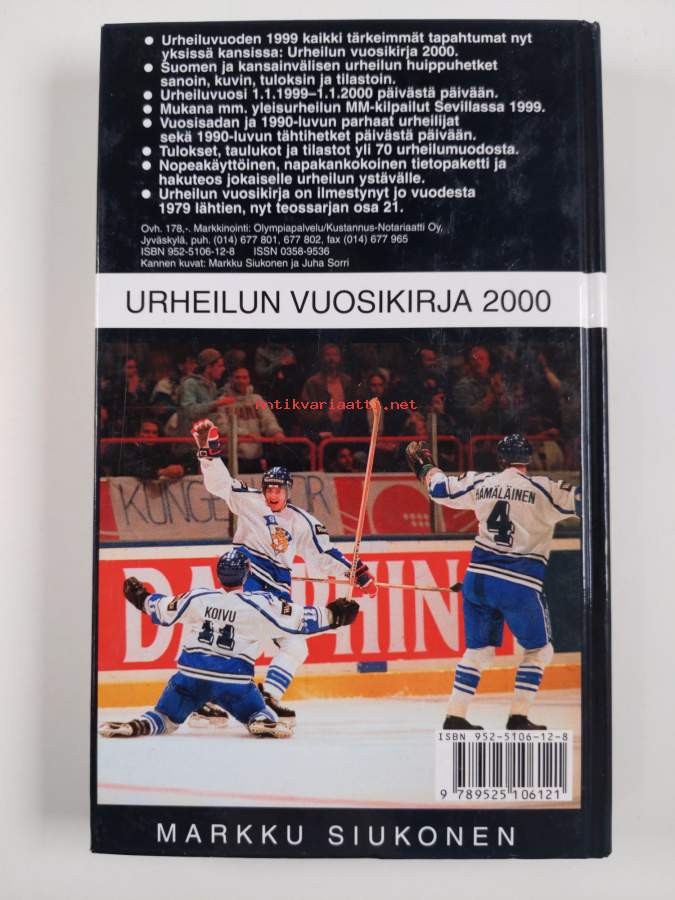 ● Urheiluvuoden 1999 kaikki tärkeimmät tapahtumat nyt
yksissä kansissa: Urheilun vuosikirja 2000.
● Suomen ja kansainvälisen urheilun huippuhetket
sanoin, kuvin, tuloksin ja tilastoin.
● Urheiluvuosi 1.1.1999–1.1.2000 päivästä päivään.
● Mukana mm. yleisurheilun MM-kilpailut Sevillassa 1999.
● Vuosisadan ja 1990-luvun parhaat urheilijat
sekä 1990-luvun tähtihetket päivästä päivään.
● Tulokset, taulukot ja tilastot yli 70 urheilumuodosta.
● Nopeakäyttöinen, napakankokoinen tietopaketti ja
hakuteos jokaiselle urheilun ystävälle.
● Urheilun vuosikirja on ilmestynyt jo vuodesta
1979 lähtien, nyt teossarjan osa 21.
Ovh. 178,-. Markkinointi: Olympiapalvelu/Kustannus-Notariaatti Oy,
Jyväskylä, puh. (014) 677 801, 677 802, fax (014) 677 965
ISBN 952-5106-12-8 ISSN 0358-9536
Kannen kuvat: Markku Siukonen ja Juha Sorri
URHEILUN VUOSIKIRJA 2000
Antikvariaatti.net
KUNGE
HÄMÄLÄINEN
4
KOIVU
11
PHIN
ISBN 952-5106-12-8
9 789525 106121
MARKKU SIUKONEN